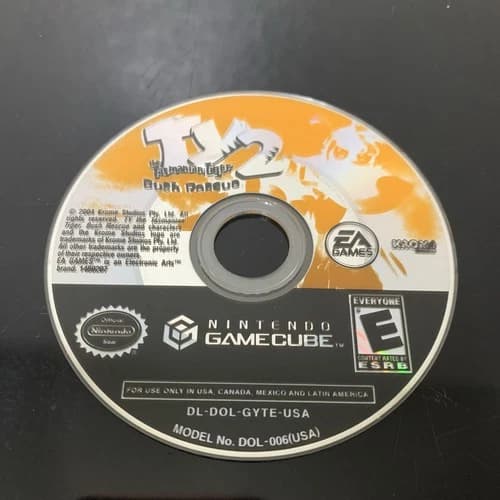 TY2
the Tasmanian Tiger
Bush Rescue
© 2004 Krome Studios Pty, Ltd. All
rights reserved. TY the Tasmanian
Tiger, Bush Rescue and characters
and the Krome Studios logo are
trademarks of Krome Studios Pty. Ltd.
All other trademarks are the property
of their respective owners.
EA GAMES™ is an Electronic Arts™
brand.
EA
GAMES
Official
Nintendo
Seal
NINTENDO
GAMECUBE™
EVERYONE
E
CONTENT RATED BY
ESRB
FOR USE ONLY IN USA, CANADA, MEXICO AND LATIN AMERICA
DL-DOL-GYTE-USA
MODEL No. DOL-006(USA)